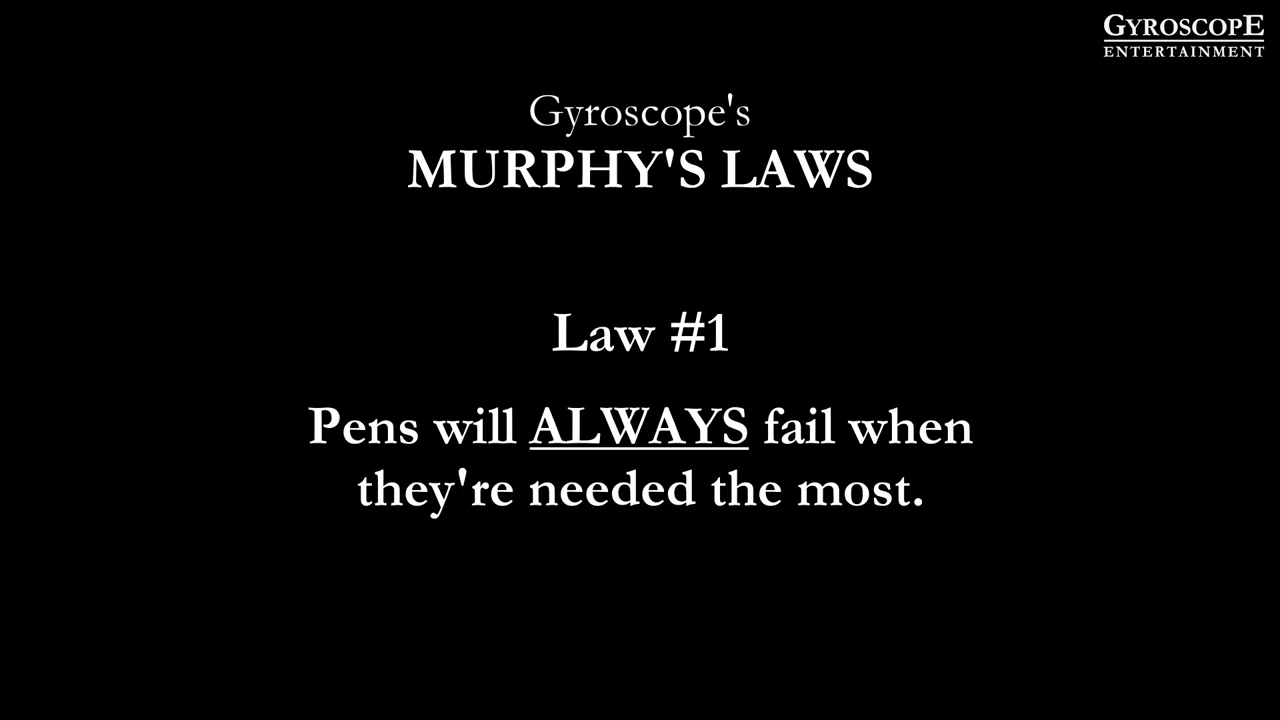 GYROSCOPE
ENTERTAINMENT
Gyroscope's
MURPHY'S LAWS
Law #1
Pens will ALWAYS fail when
they're needed the most.